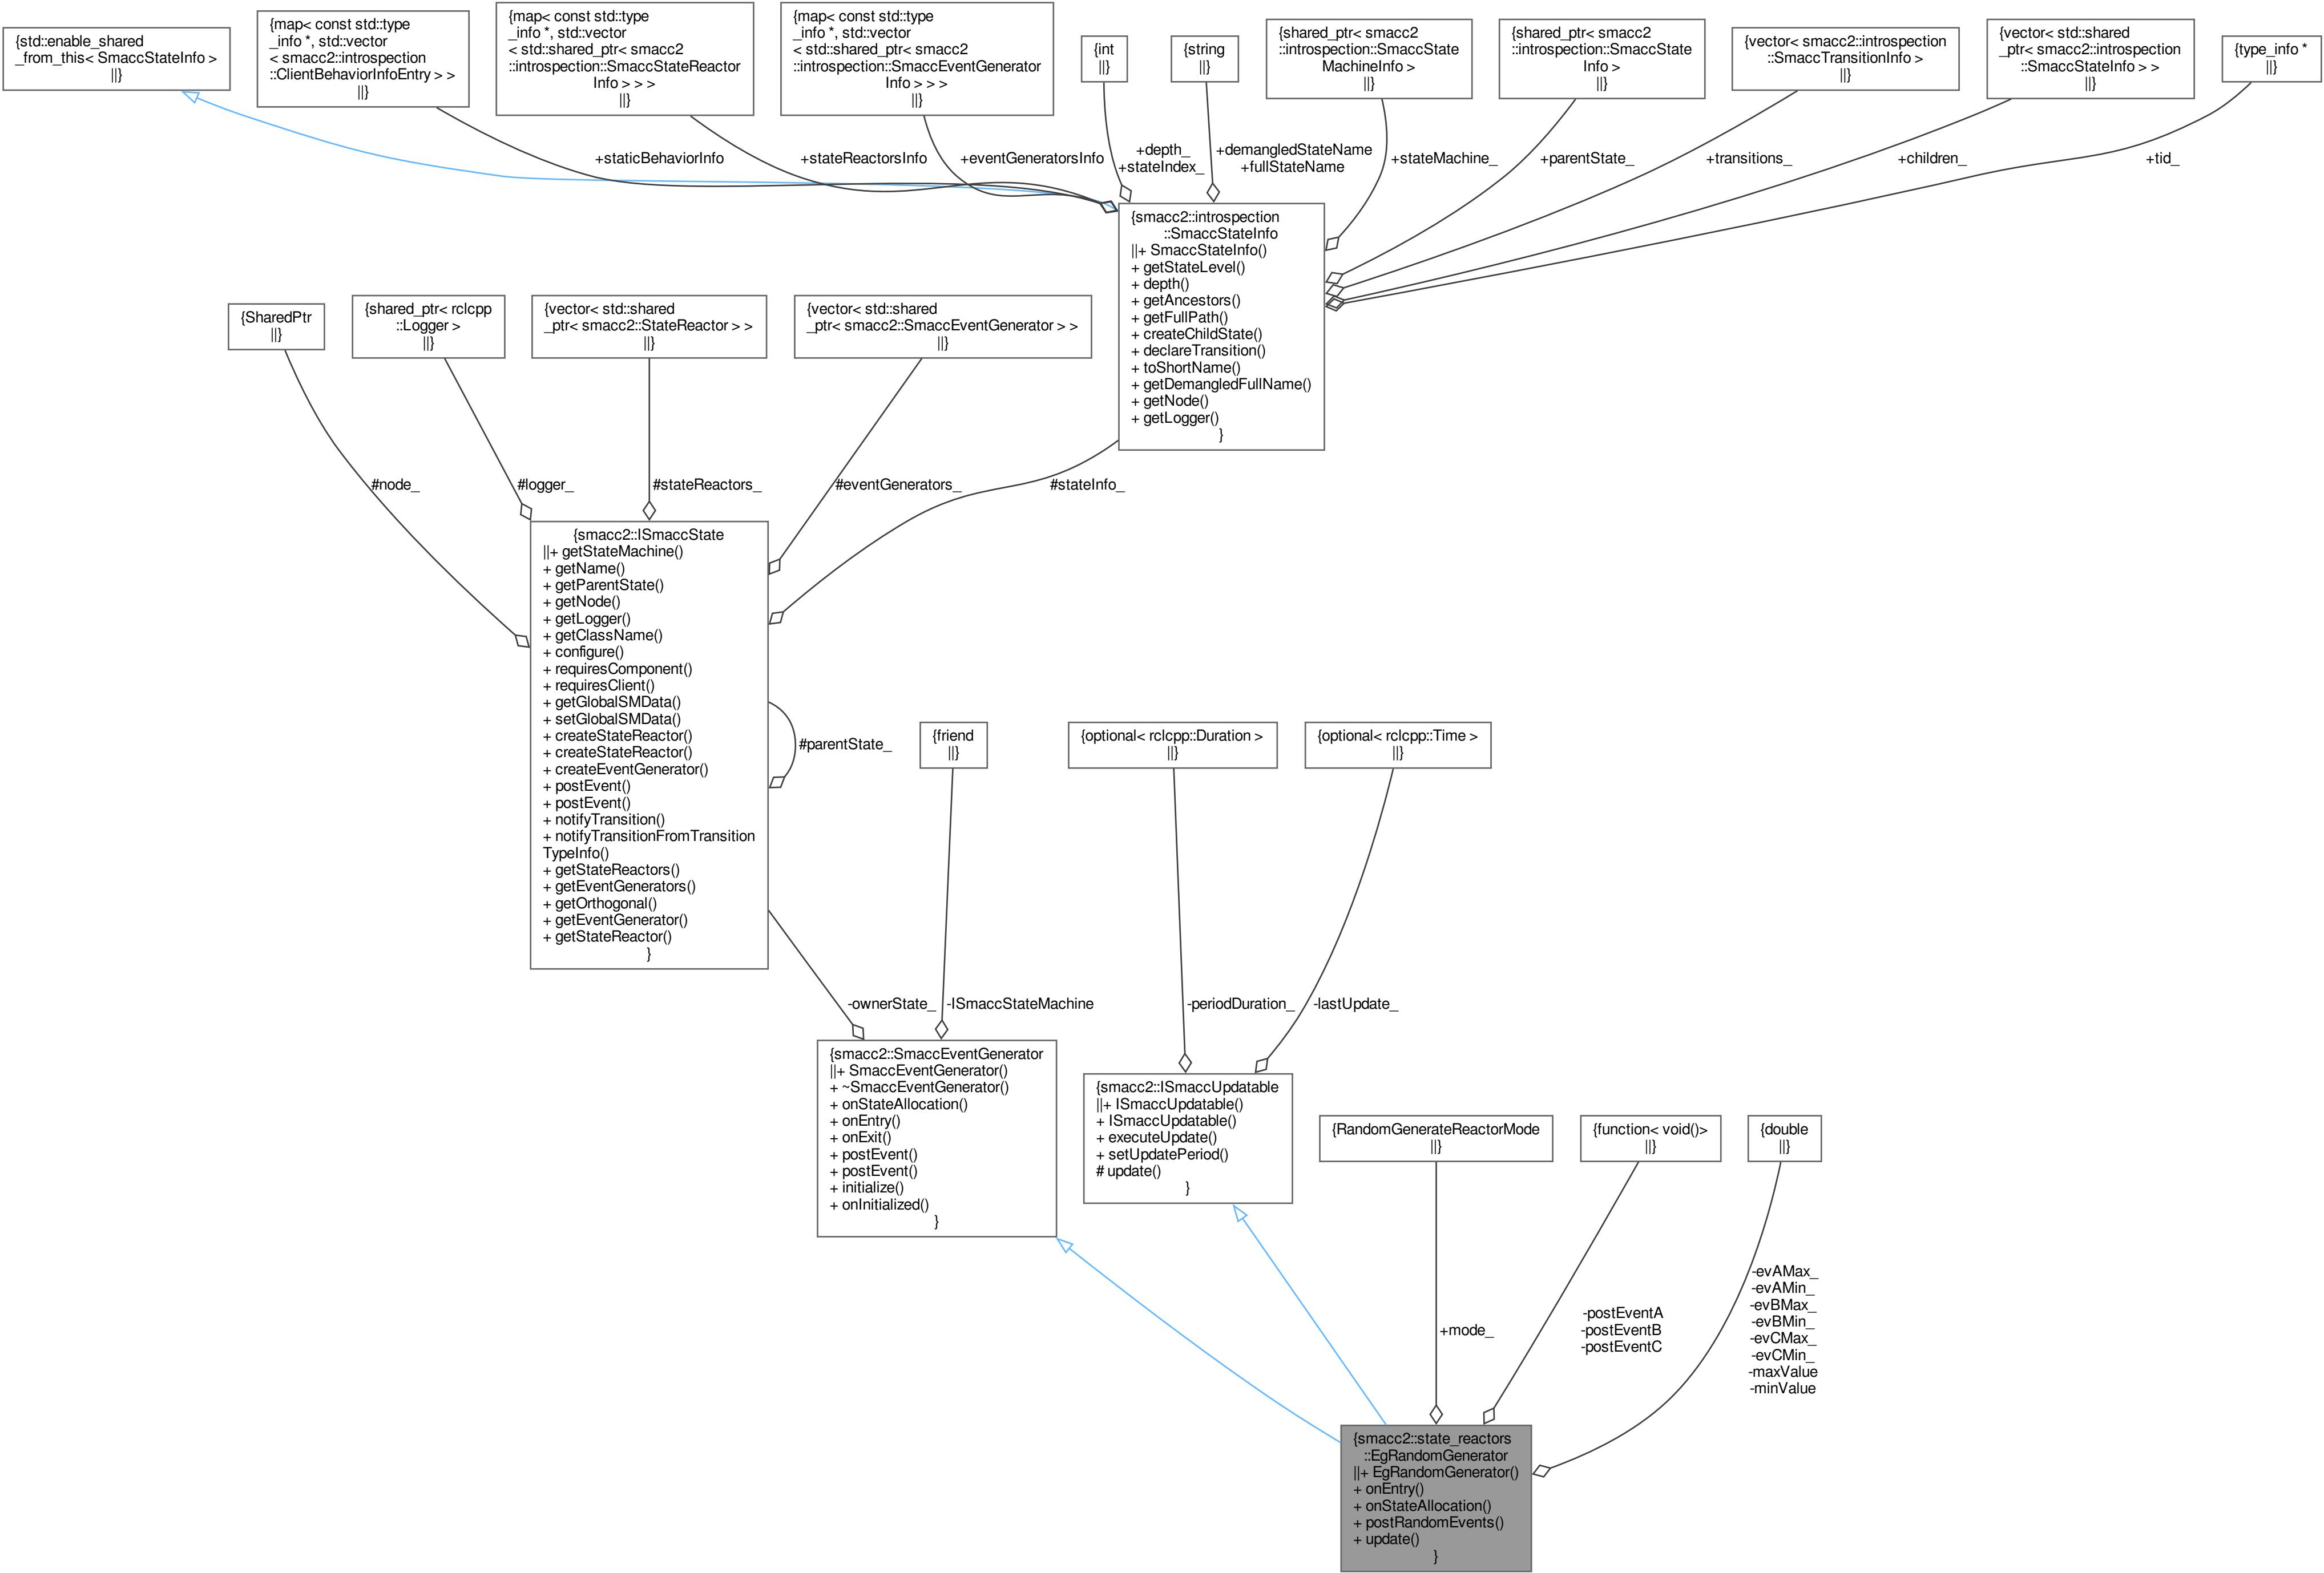 {std::enable_shared
_from_this< SmaccStateInfo >
||}
{map< const std::type
_info *, std::vector
< smacc2::introspection
::ClientBehaviorInfoEntry > >
||}
{map< const std::type
_info *, std::vector
< std::shared_ptr< smacc2
::introspection::SmaccStateReactor
Info > > >
||}
{map< const std::type
_info *, std::vector
< std::shared_ptr< smacc2
::introspection::SmaccEventGenerator
Info > > >
||}
{int
||}
{string
||}
{shared_ptr< smacc2
::introspection::SmaccState
MachineInfo >
||}
{shared_ptr< smacc2
::introspection::SmaccState
Info >
||}
{vector< smacc2::introspection
::SmaccTransitionInfo >
||}
{vector< std::shared
_ptr< smacc2::introspection
::SmaccStateInfo > >
||}
{type_info *
||}
+staticBehaviorInfo
+stateReactorsInfo
+eventGeneratorsInfo
+depth_
+stateIndex_
+demangledStateName
+fullStateName
+stateMachine_
+parentState_
+transitions_
+children_
+tid_
{smacc2::introspection
::SmaccStateInfo
||+ SmaccStateInfo()
+ getStateLevel()
+ depth()
+ getAncestors()
+ getFullPath()
+ createChildState()
+ declareTransition()
+ toShortName()
+ getDemangledFullName()
+ getNode()
+ getLogger()
}
{SharedPtr
||}
{shared_ptr< rclcpp
::Logger >
||}
{vector< std::shared
_ptr< smacc2::StateReactor > >
||}
{vector< std::shared
_ptr< smacc2::SmaccEventGenerator > >
||}
#node_
#logger_
#stateReactors_
#eventGenerators_
#stateInfo_
{smacc2::ISmaccState
||+ getStateMachine()
+ getName()
+ getParentState()
+ getNode()
+ getLogger()
+ getClassName()
+ configure()
+ requiresComponent()
+ requiresClient()
+ getGlobalSMData()
+ setGlobalSMData()
+ createStateReactor()
+ createStateReactor()
+ createEventGenerator()
+ postEvent()
+ postEvent()
+ notifyTransition()
+ notifyTransitionFromTransition
TypeInfo()
+ getStateReactors()
+ getEventGenerators()
+ getOrthogonal()
+ getEventGenerator()
+ getStateReactor()
}
#parentState_
{friend
||}
{optional< rclcpp::Duration >
||}
{optional< rclcpp::Time >
||}
-ownerState_
-ISmaccStateMachine
-periodDuration_
-lastUpdate_
{smacc2::SmaccEventGenerator
||+ SmaccEventGenerator()
+ ~SmaccEventGenerator()
+ onStateAllocation()
+ onEntry()
+ onExit()
+ postEvent()
+ postEvent()
+ initialize()
+ onInitialized()
}
{smacc2::ISmaccUpdatable
||+ ISmaccUpdatable()
+ ISmaccUpdatable()
+ executeUpdate()
+ setUpdatePeriod()
# update()
}
{RandomGenerateReactorMode
||}
{function< void()>
||}
{double
||}
+mode_
-postEventA
-postEventB
-postEventC
-evAMax_
-evAMin_
-evBMax_
-evBMin_
-evCMax_
-evCMin_
-maxValue
-minValue
{smacc2::state_reactors
::EgRandomGenerator
||+ EgRandomGenerator()
+ onEntry()
+ onStateAllocation()
+ postRandomEvents()
+ update()
}